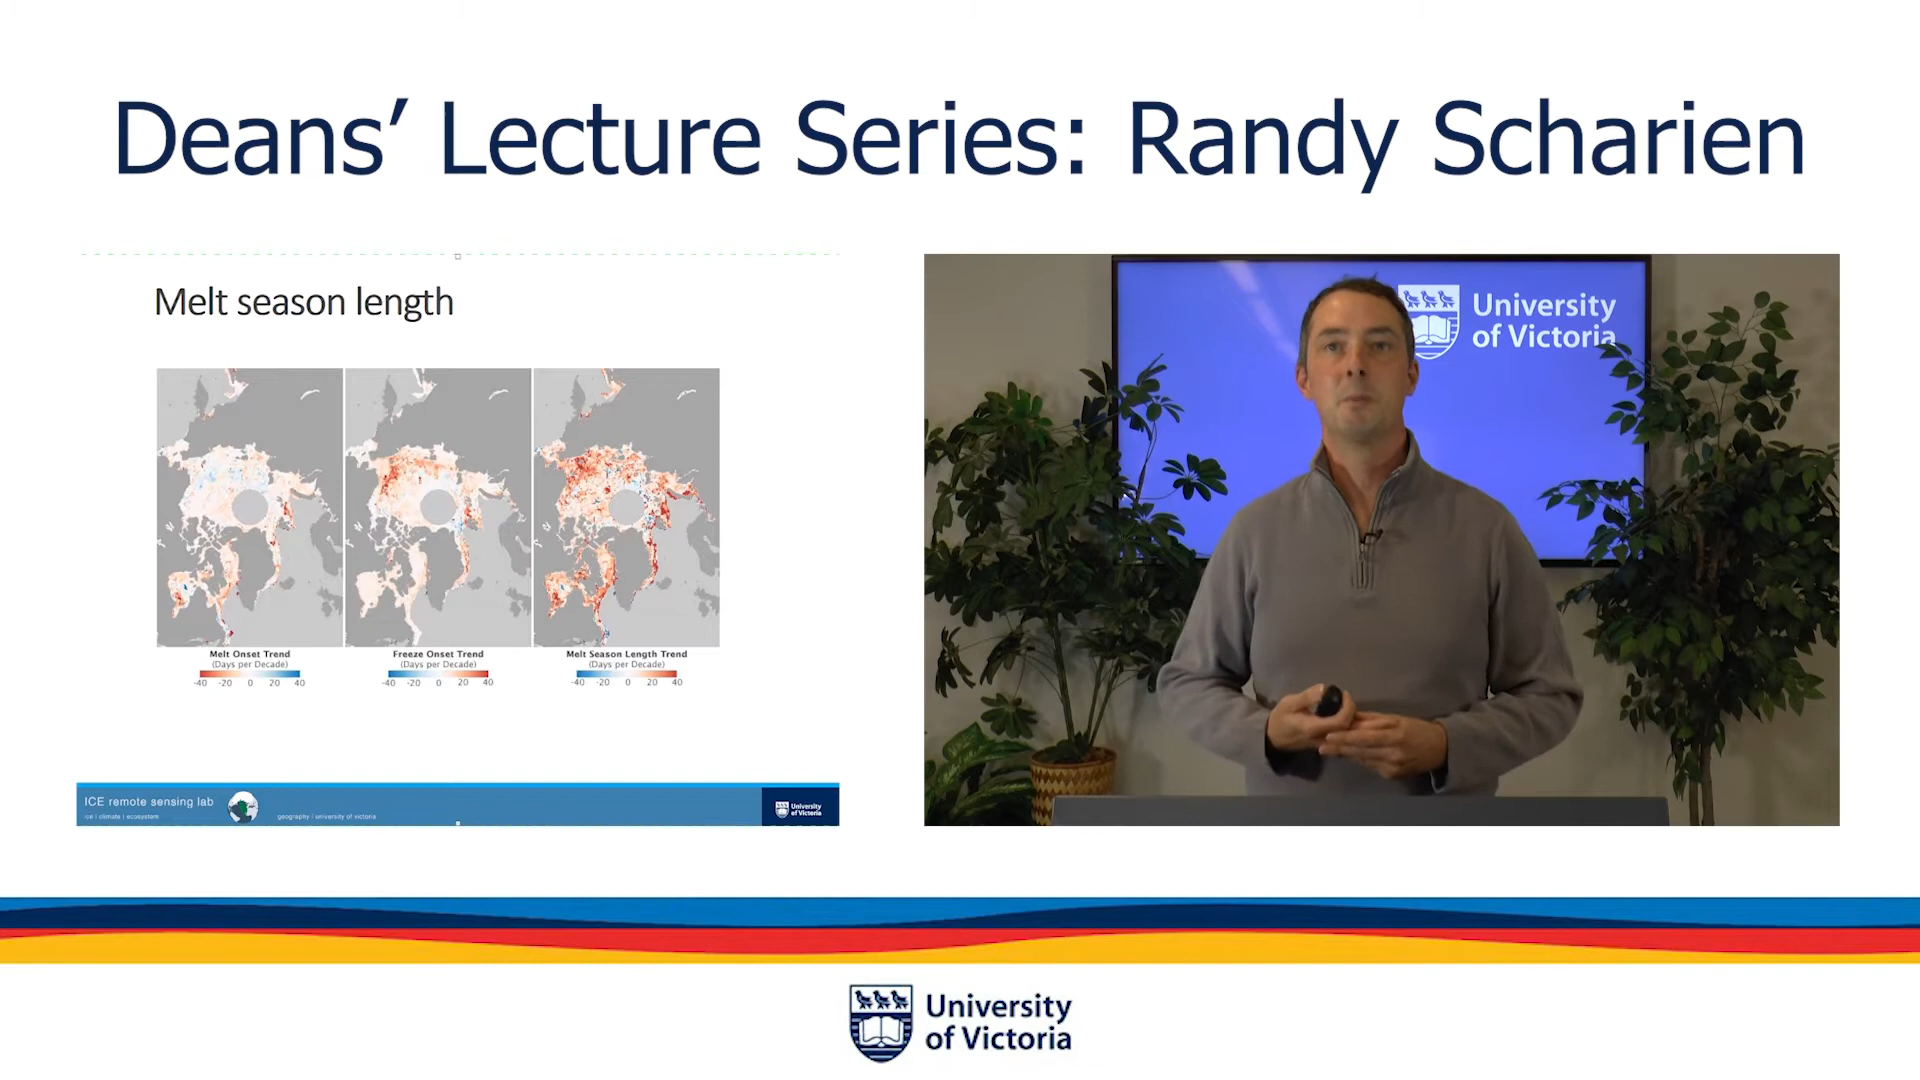 Deans’ Lecture Series: Randy Scharien
Melt season length
Melt Onset Trend
(Days per Decade)
-40 -20 0 20 40
Freeze Onset Trend
(Days per Decade)
-40 -20 0 20 40
Melt Season Length Trend
(Days per Decade)
-40 -20 0 20 40
ICE remote sensing lab
ice | climate | ecosystem
geography | university of victoria
University
of Victoria
University
of Victoria
University
of Victoria